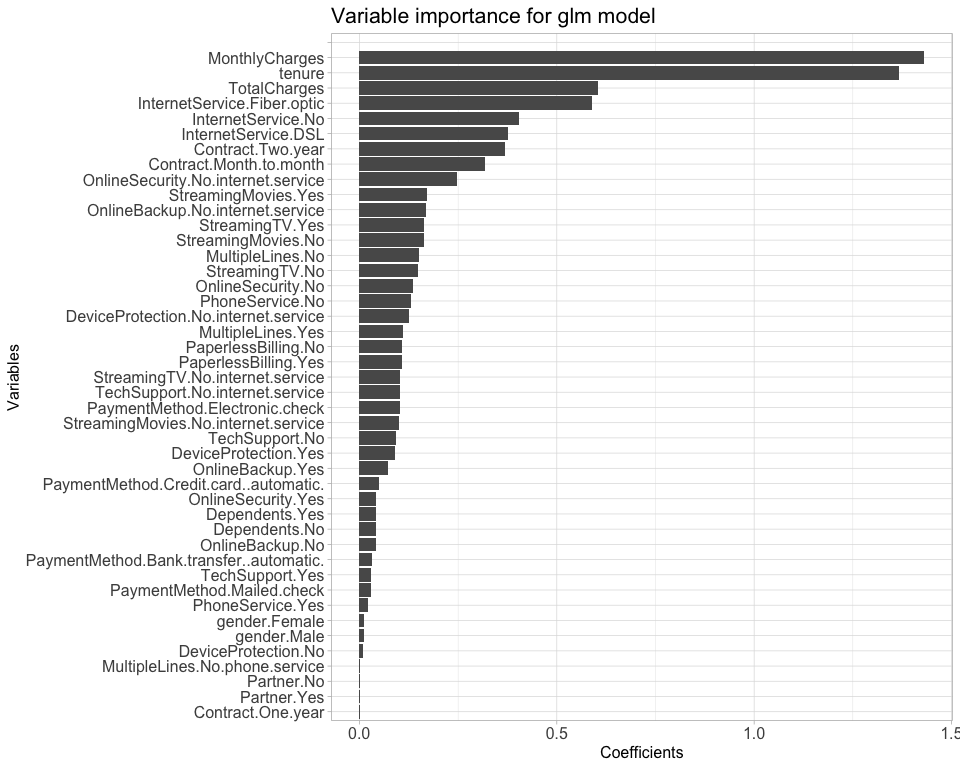 Variable importance for glm model
MonthlyCharges
tenure
TotalCharges
InternetService.Fiber.optic
InternetService.No
InternetService.DSL
Contract.Two.year
Contract.Month.to.month
OnlineSecurity.No.internet.service
StreamingMovies.Yes
OnlineBackup.No.internet.service
StreamingTV.Yes
StreamingMovies.No
MultipleLines.No
StreamingTV.No
OnlineSecurity.No
PhoneService.No
DeviceProtection.No.internet.service
MultipleLines.Yes
PaperlessBilling.No
PaperlessBilling.Yes
StreamingTV.No.internet.service
TechSupport.No.internet.service
PaymentMethod.Electronic.check
StreamingMovies.No.internet.service
TechSupport.No
DeviceProtection.Yes
OnlineBackup.Yes
PaymentMethod.Credit.card..automatic.
OnlineSecurity.Yes
Dependents.Yes
Dependents.No
OnlineBackup.No
PaymentMethod.Bank.transfer..automatic.
TechSupport.Yes
PaymentMethod.Mailed.check
PhoneService.Yes
gender.Female
gender.Male
DeviceProtection.No
MultipleLines.No.phone.service
Partner.No
Partner.Yes
Contract.One.year
Variables
0.0 0.5 1.0 1.5
Coefficients